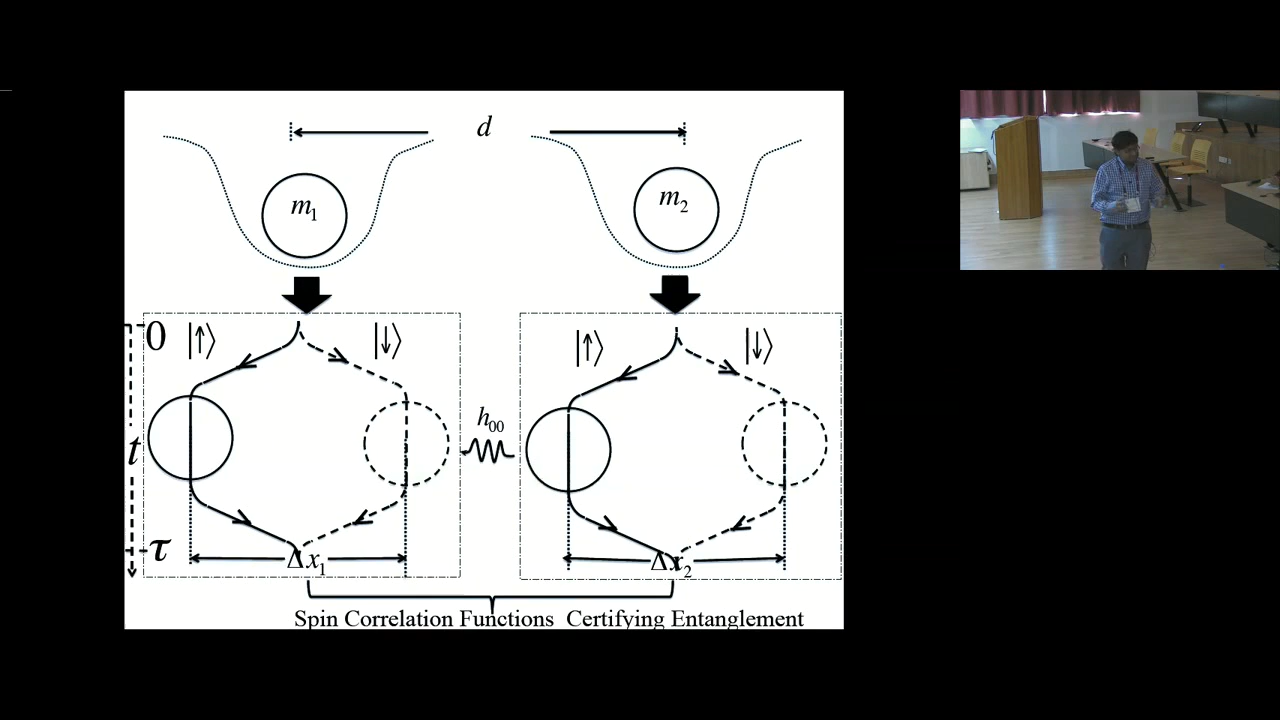 d
m₁
m₂
0 |↑⟩ |↓⟩
|↑⟩ |↓⟩
h₀₀
t
τ
Δx₁
Δx₂
Spin Correlation Functions Certifying Entanglement